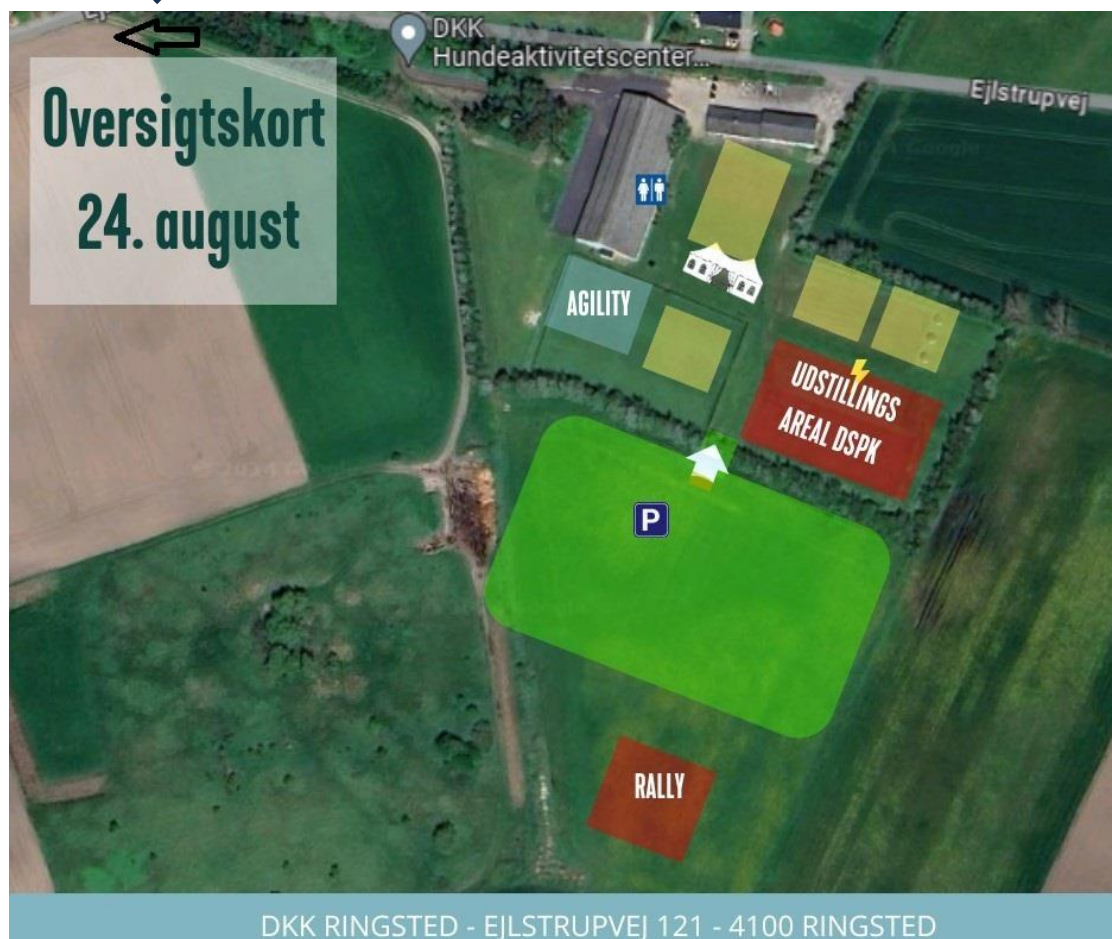 DKK
Hundeaktivitetscenter...
Ejlstrupvej
Oversigtskort
24. august
AGILITY
UDSTILLINGS
AREAL DSPK
P
RALLY
DKK RINGSTED - EJLSTRUPVEJ 121 - 4100 RINGSTED